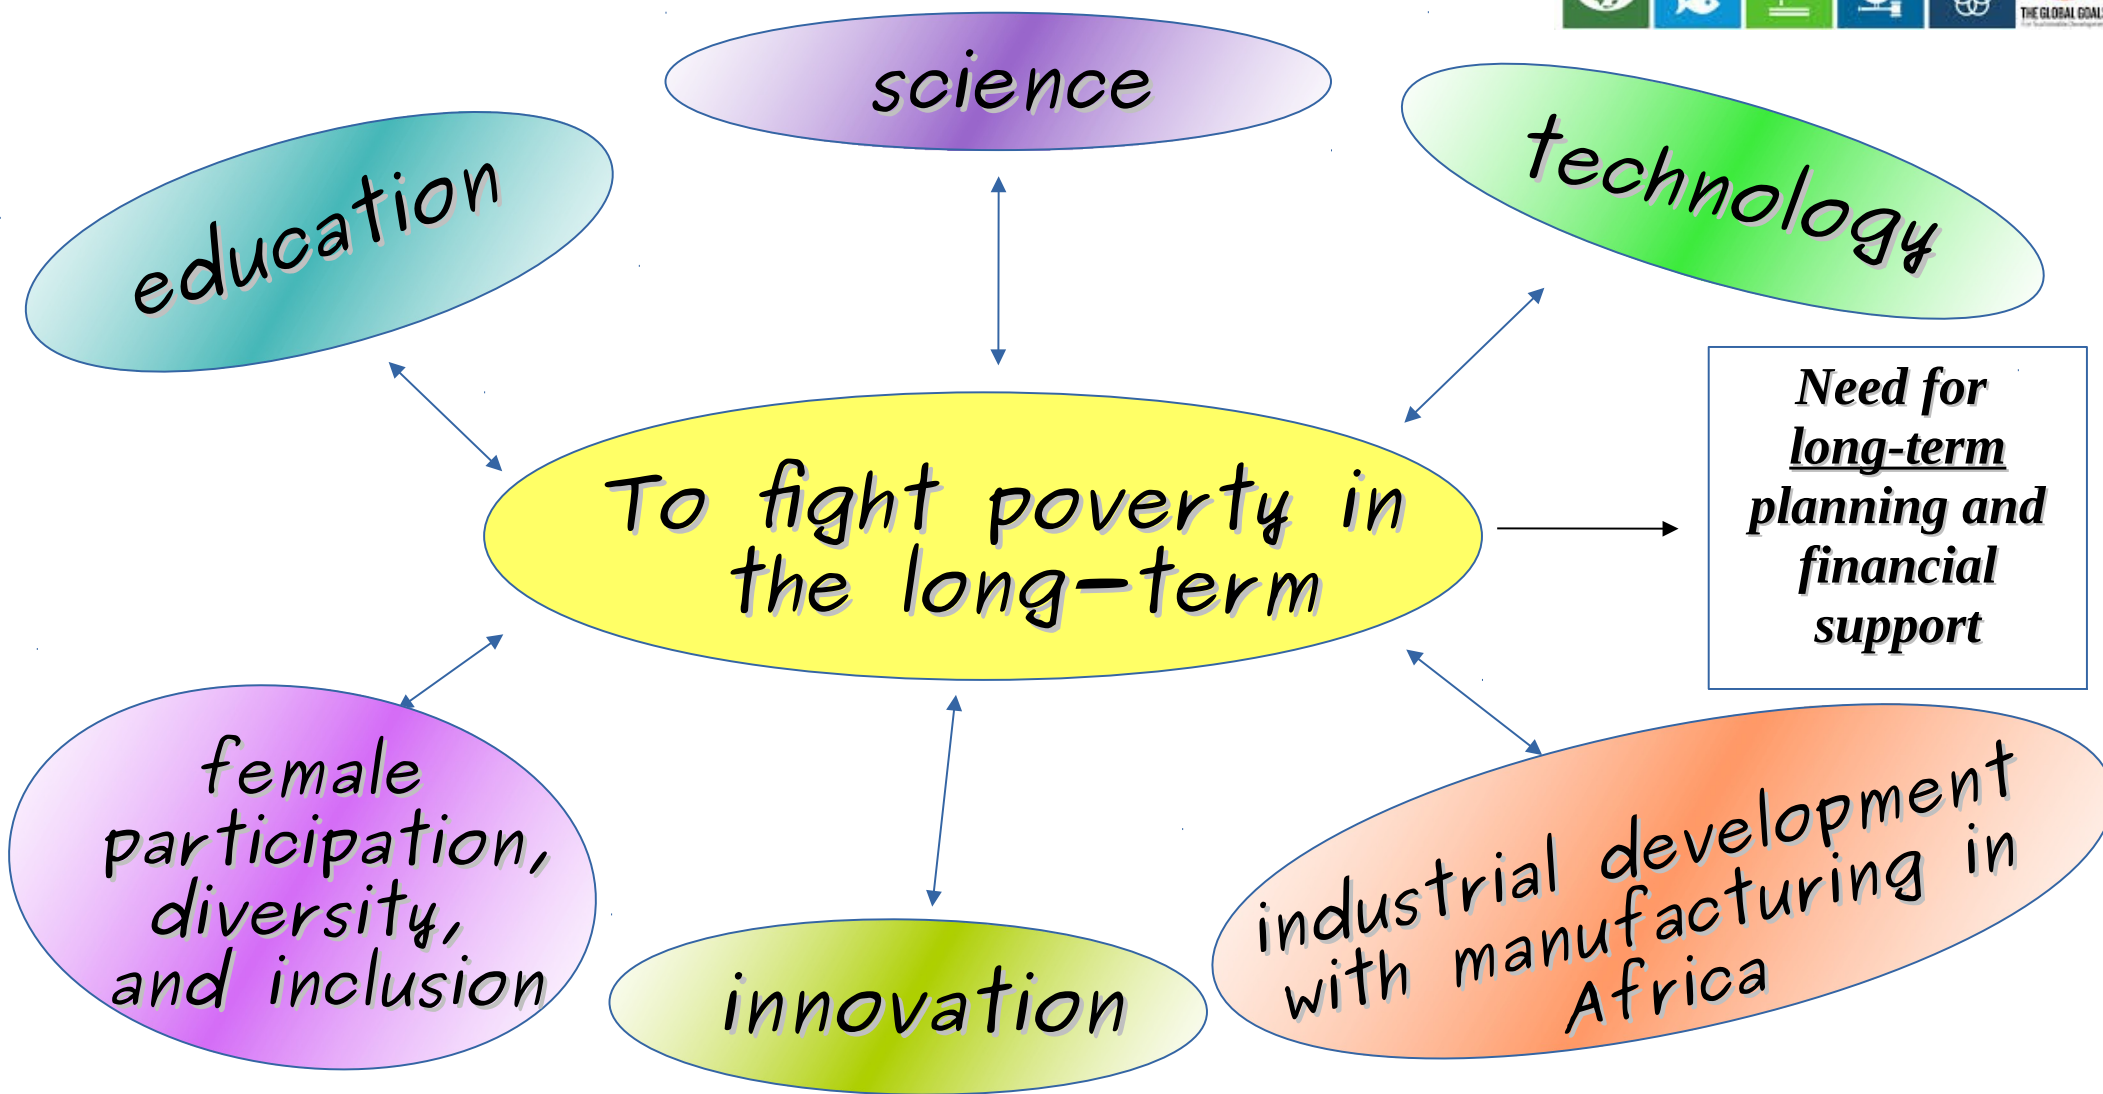 THE GLOBAL GOALS
science
technology
education
Need for
long-term
planning and
financial
support
To fight poverty in
the long-term
female
participation,
diversity,
and inclusion
innovation
industrial development
with manufacturing in
Africa